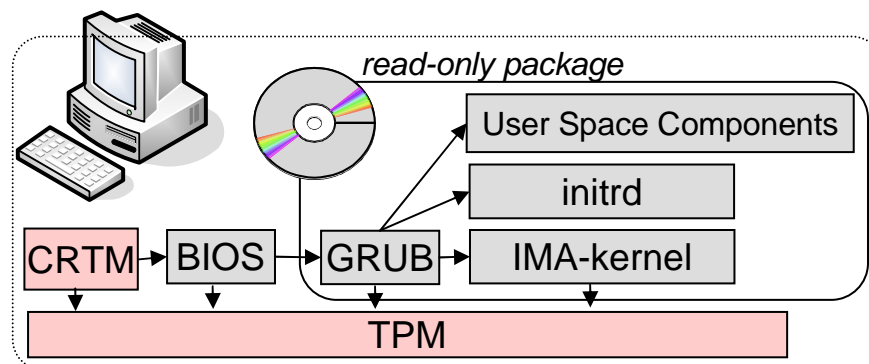 read-only package
User Space Components
initrd
CRTM
BIOS
GRUB
IMA-kernel
TPM